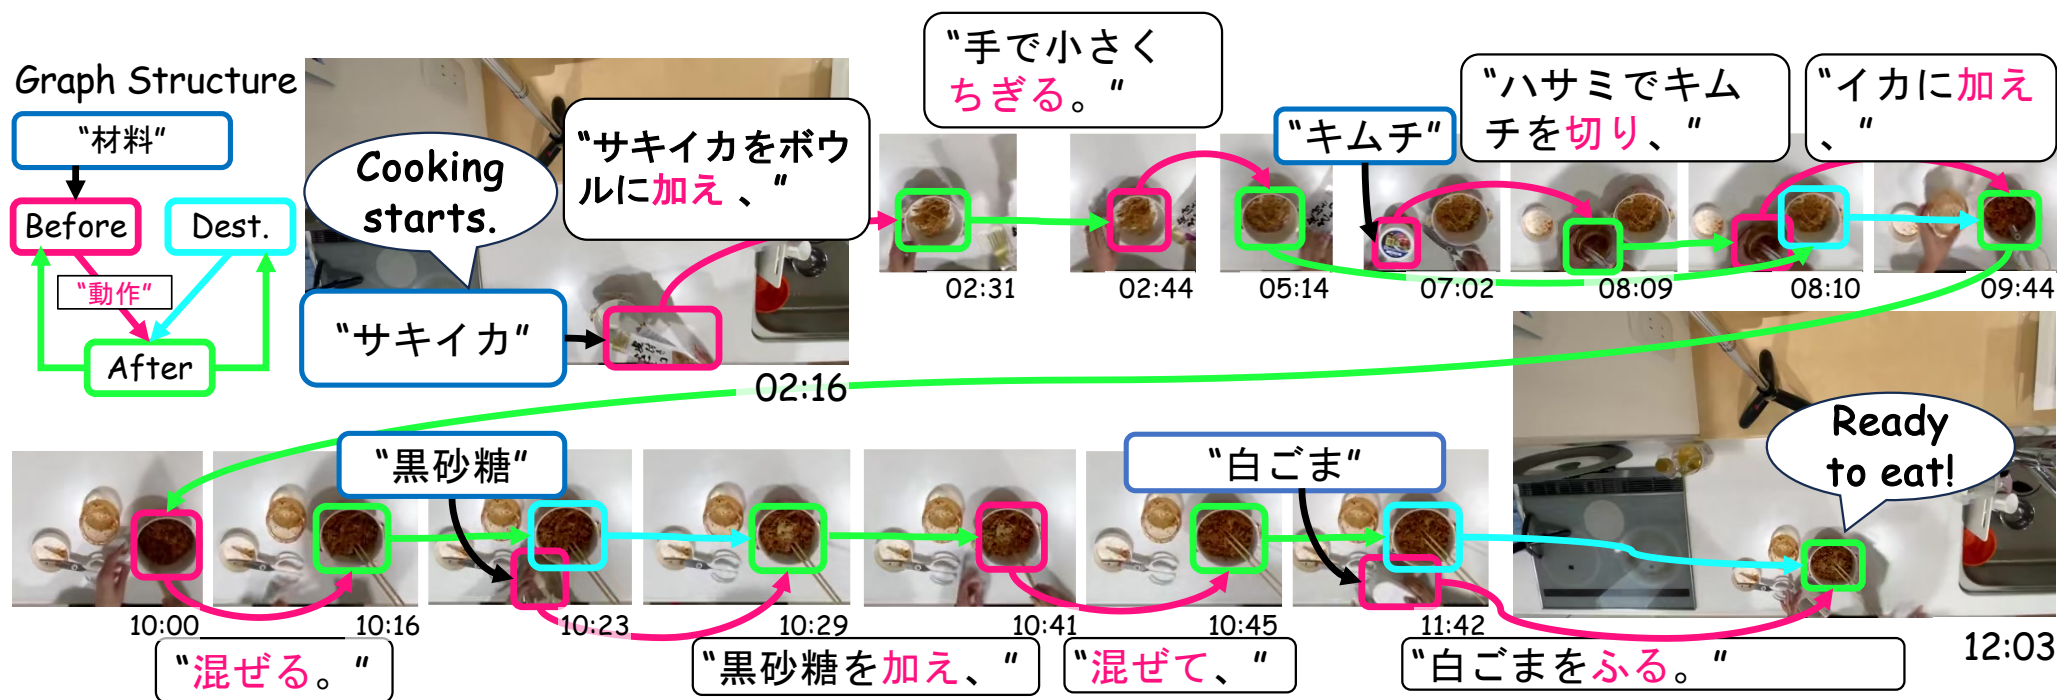 Graph Structure
“材料”
Before
Dest.
“動作”
After
Cooking
starts.
“サキイカ”
“サキイカをボウ
ルに加え 、”
02:16
“手で小さく
ちぎる。”
02:31
02:44
05:14
“キムチ”
07:02
“ハサミでキム
チを切り、”
08:09
08:10
“イカに加え
、”
09:44
10:00
“混ぜる。”
10:16
“黒砂糖”
10:23
10:29
“黒砂糖を加え、”
10:41
“混ぜて、”
10:45
“白ごま”
11:42
“白ごまをふる。”
Ready
to eat!
12:03